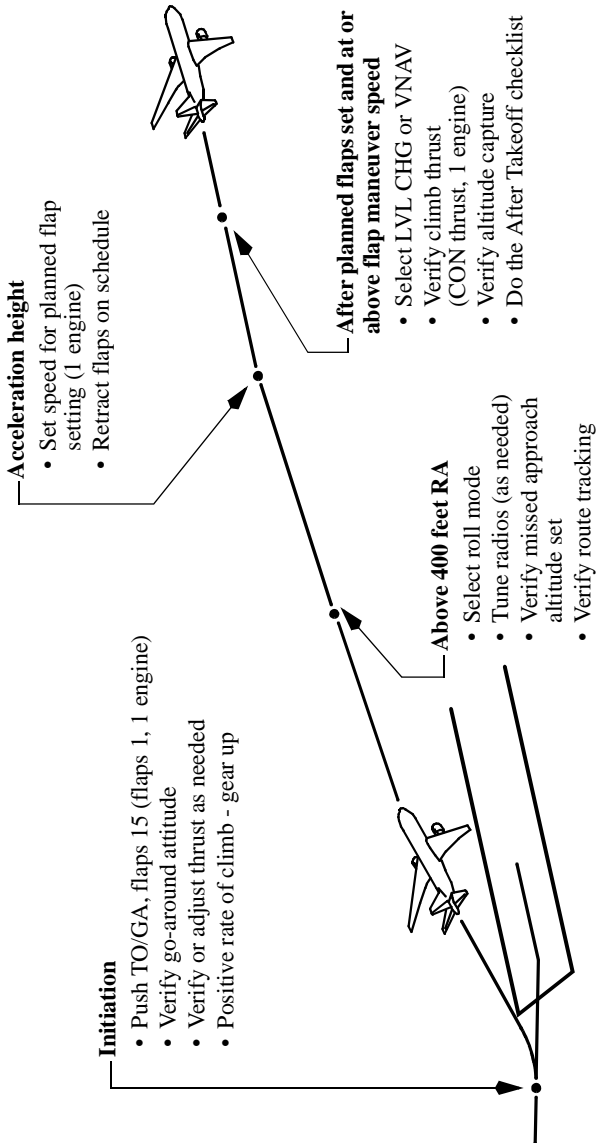 Initiation
• Push TO/GA, flaps 15 (flaps 1, 1 engine)
• Verify go-around attitude
• Verify or adjust thrust as needed
• Positive rate of climb - gear up
Above 400 feet RA
• Select roll mode
• Tune radios (as needed)
• Verify missed approach
altitude set
• Verify route tracking
Acceleration height
• Set speed for planned flap
setting (1 engine)
• Retract flaps on schedule
After planned flaps set and at or
above flap maneuver speed
• Select LVL CHG or VNAV
• Verify climb thrust
(CON thrust, 1 engine)
• Verify altitude capture
• Do the After Takeoff checklist